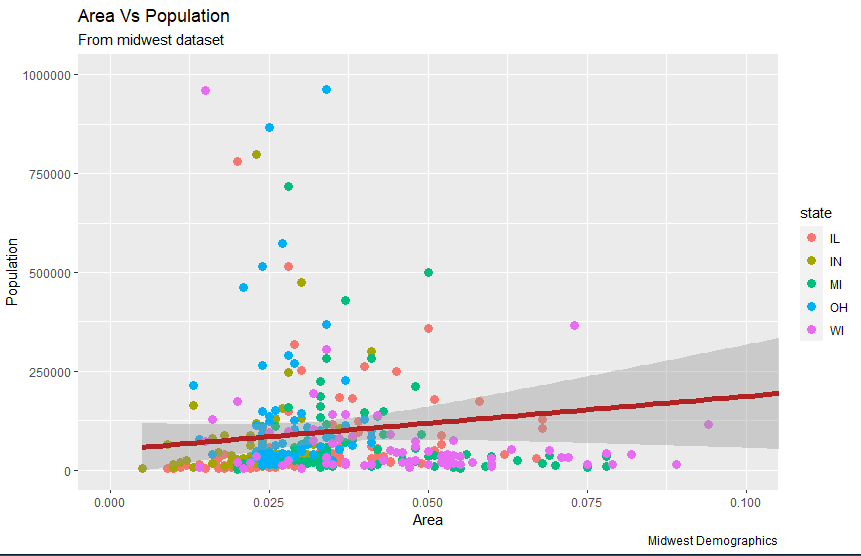 Area Vs Population
From midwest dataset
1000000
750000
500000
250000
0
Population
0.000 0.025 0.050 0.075 0.100
Area
state
IL
IN
MI
OH
WI
Midwest Demographics